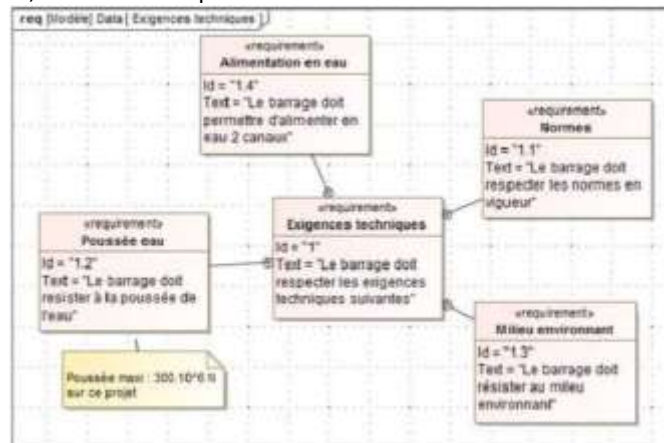 req [Modèle] Data [ Exigences techniques ]
«requirement»
Alimentation en eau
Id = "1.4"
Text = "Le barrage doit
permettre d'alimenter en
eau 2 canaux"
«requirement»
Normes
Id = "1.1"
Text = "Le barrage doit
respecter les normes en
vigueur"
«requirement»
Poussée eau
Id = "1.2"
Text = "Le barrage doit
resister à la poussée de
l'eau"
«requirement»
Exigences techniques
Id = "1"
Text = "Le barrage doit
respecter les exigences
techniques suivantes"
«requirement»
Milieu environnant
Id = "1.3"
Text = "Le barrage doit
résister au milieu
environnant"
Poussée maxi : 300.10^6 N
sur ce projet